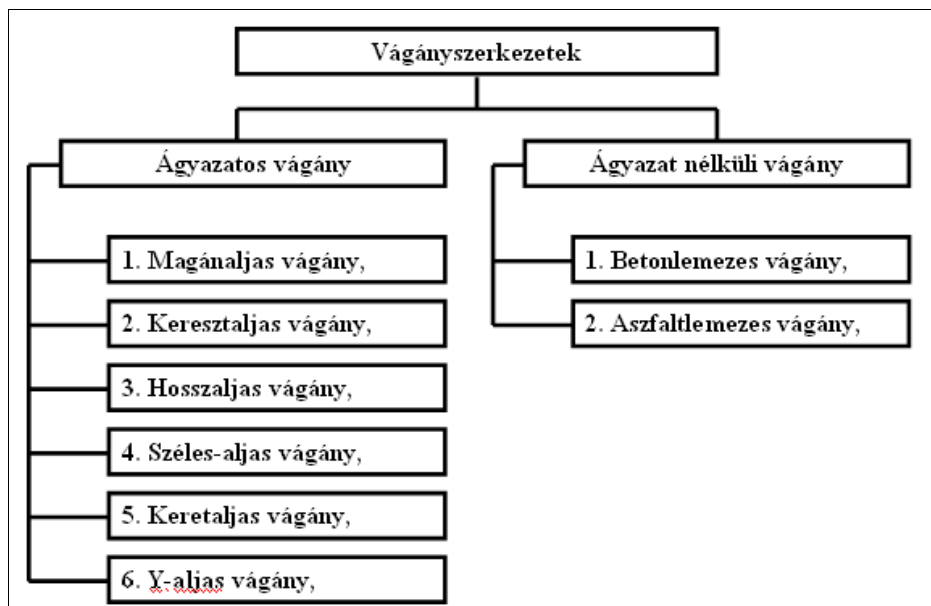 Vágányszerkezetek
Ágyazatos vágány
1. Magánaljas vágány,
2. Keresztaljas vágány,
3. Hosszaljas vágány,
4. Széles-aljas vágány,
5. Keretaljas vágány,
6. Y-aljas vágány,
Ágyazat nélküli vágány
1. Betonlemezes vágány,
2. Aszfaltlemezes vágány,